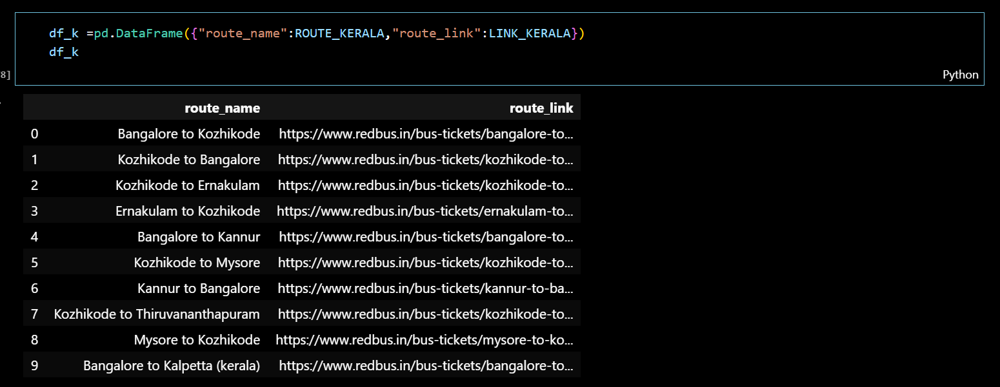 df_k =pd.DataFrame({"route_name":ROUTE_KERALA,"route_link":LINK_KERALA})
df_k
8]
Python
route_name route_link
0 Bangalore to Kozhikode https://www.redbus.in/bus-tickets/bangalore-to...
1 Kozhikode to Bangalore https://www.redbus.in/bus-tickets/kozhikode-to...
2 Kozhikode to Ernakulam https://www.redbus.in/bus-tickets/kozhikode-to...
3 Ernakulam to Kozhikode https://www.redbus.in/bus-tickets/ernakulam-to...
4 Bangalore to Kannur https://www.redbus.in/bus-tickets/bangalore-to...
5 Kozhikode to Mysore https://www.redbus.in/bus-tickets/kozhikode-to...
6 Kannur to Bangalore https://www.redbus.in/bus-tickets/kannur-to-ba...
7 Kozhikode to Thiruvananthapuram https://www.redbus.in/bus-tickets/kozhikode-to...
8 Mysore to Kozhikode https://www.redbus.in/bus-tickets/mysore-to-ko...
9 Bangalore to Kalpetta (kerala) https://www.redbus.in/bus-tickets/bangalore-to...